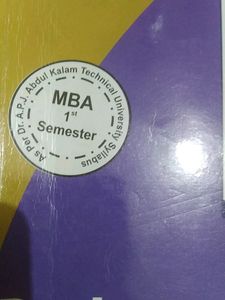 As Per Dr. A.P.J. Abdul Kalam Technical University Syllabus
MBA
1st
Semester